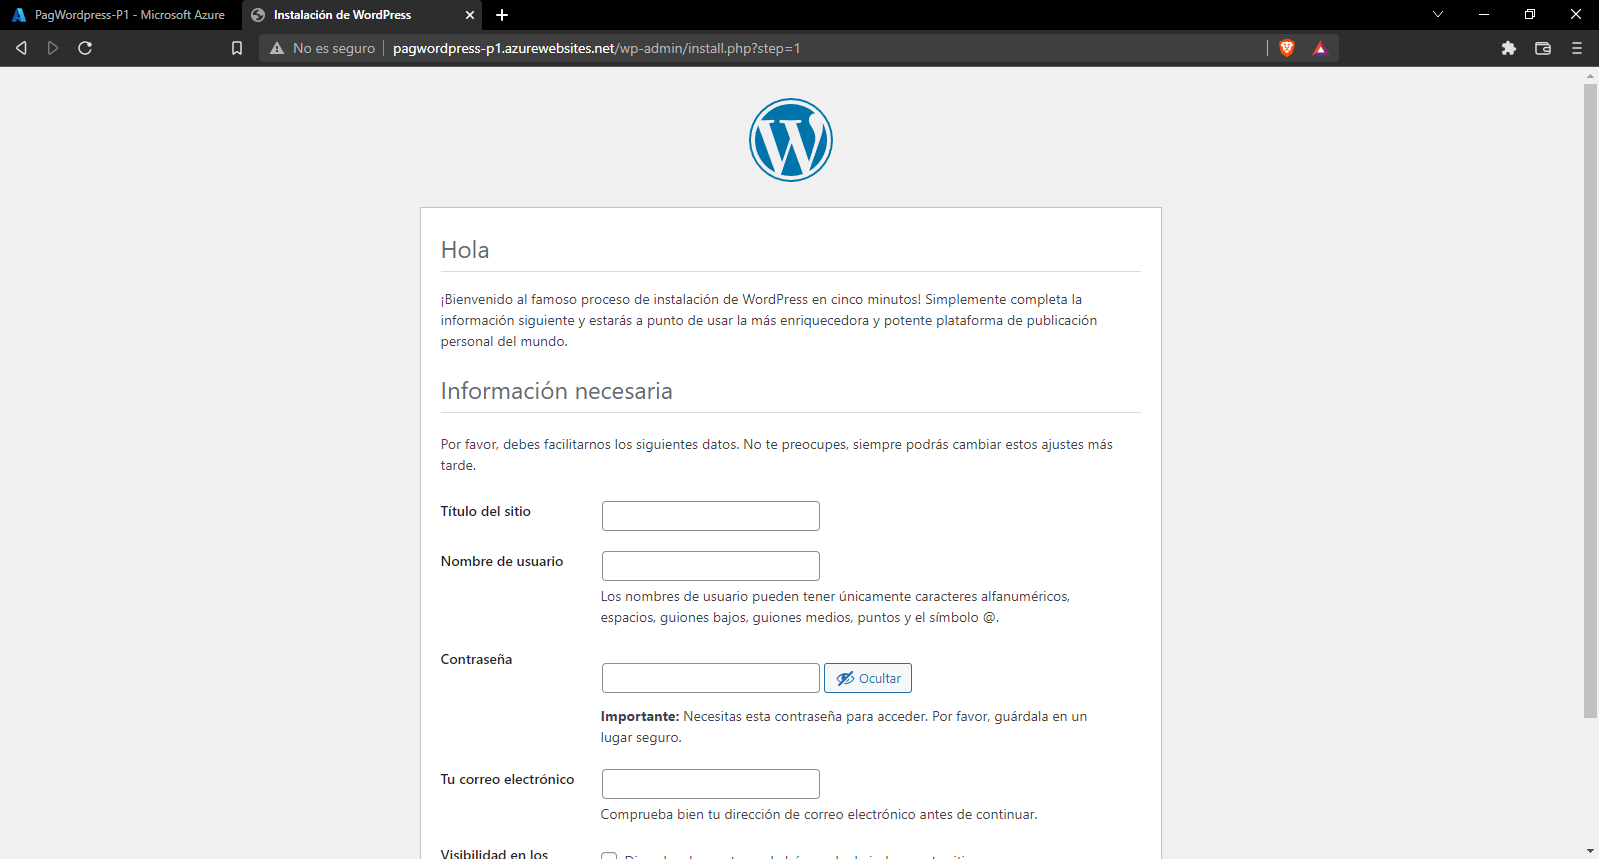 PagWordpress-P1 - Microsoft Azure
Instalación de WordPress
No es seguro
pagwordpress-p1.azurewebsites.net/wp-admin/install.php?step=1
Hola
¡Bienvenido al famoso proceso de instalación de WordPress en cinco minutos! Simplemente completa la
información siguiente y estarás a punto de usar la más enriquecedora y potente plataforma de publicación
personal del mundo.
Información necesaria
Por favor, debes facilitarnos los siguientes datos. No te preocupes, siempre podrás cambiar estos ajustes más
tarde.
Título del sitio
Nombre de usuario
Los nombres de usuario pueden tener únicamente caracteres alfanuméricos,
espacios, guiones bajos, guiones medios, puntos y el símbolo @.
Contraseña
Ocultar
Importante: Necesitas esta contraseña para acceder. Por favor, guárdala en un
lugar seguro.
Tu correo electrónico
Comprueba bien tu dirección de correo electrónico antes de continuar.
Visibilidad en los